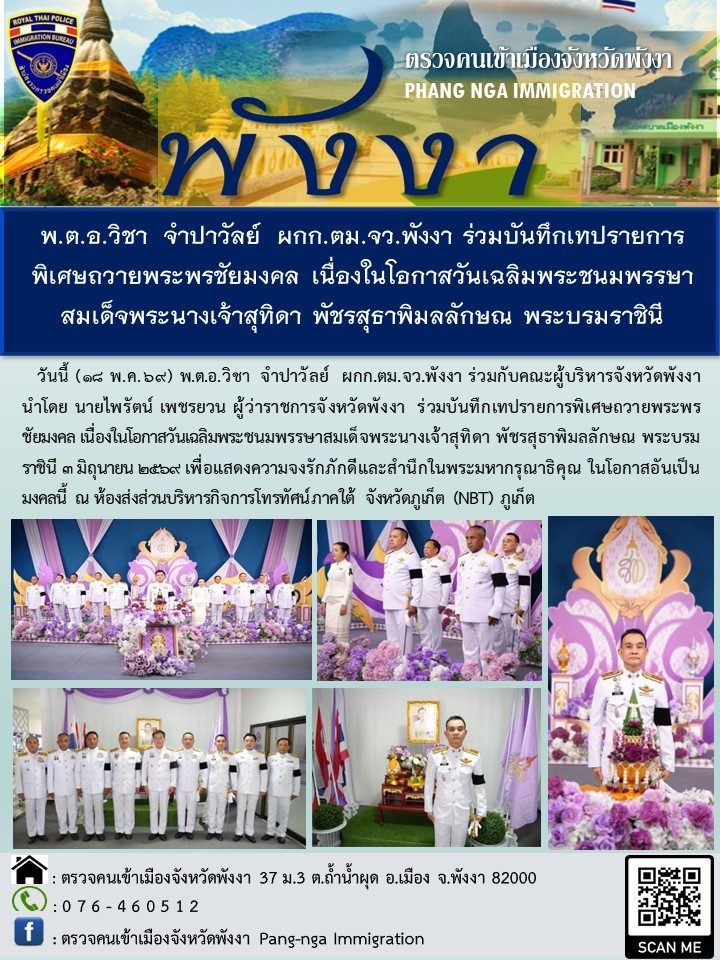 ROYAL THAI POLICE
IMMIGRATION BUREAU
ตรวจคนเข้าเมืองจังหวัดพังงา
PHANG NGA IMMIGRATION
พังงา
พ.ต.อ.วิชา จำปาวัลย์ ผกก.ตม.จว.พังงา ร่วมบันทึกเทปรายการ
พิเศษถวายพระพรชัยมงคล เนื่องในโอกาสวันเฉลิมพระชนมพรรษา
สมเด็จพระนางเจ้าสุทิดา พัชรสุธาพิมลลักษณ พระบรมราชินี
วันนี้ (๑๘ พ.ค.๖๙) พ.ต.อ.วิชา จำปาวัลย์ ผกก.ตม.จว.พังงา ร่วมกับคณะผู้บริหารจังหวัดพังงา
นำโดย นายไพรัตน์ เพชรยวน ผู้ว่าราชการจังหวัดพังงา ร่วมบันทึกเทปรายการพิเศษถวายพระพร
ชัยมงคล เนื่องในโอกาสวันเฉลิมพระชนมพรรษาสมเด็จพระนางเจ้าสุทิดา พัชรสุธาพิมลลักษณ พระบรม
ราชินี ๓ มิถุนายน ๒๕๖๙ เพื่อแสดงความจงรักภักดีและสำนึกในพระมหากรุณาธิคุณ ในโอกาสอันเป็น
มงคลนี้ ณ ห้องส่งส่วนบริหารกิจการโทรทัศน์ภาคใต้ จังหวัดภูเก็ต (NBT) ภูเก็ต
: ตรวจคนเข้าเมืองจังหวัดพังงา 37 ม.3 ต.ถ้ำน้ำผุด อ.เมือง จ.พังงา 82000
: 0 7 6 - 4 6 0 5 1 2
: ตรวจคนเข้าเมืองจังหวัดพังงา Pang-nga Immigration
SCAN ME